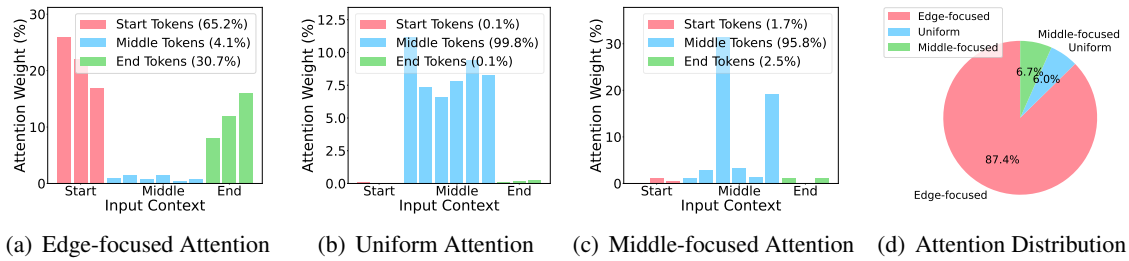 Attention Weight (%)
30
20
10
0
Start Tokens (65.2%)
Middle Tokens (4.1%)
End Tokens (30.7%)
Start Middle End
Input Context
(a) Edge-focused Attention
Attention Weight (%)
12.5
10.0
7.5
5.0
2.5
0.0
Start Tokens (0.1%)
Middle Tokens (99.8%)
End Tokens (0.1%)
Start Middle End
Input Context
(b) Uniform Attention
Attention Weight (%)
30
20
10
0
Start Tokens (1.7%)
Middle Tokens (95.8%)
End Tokens (2.5%)
Start Middle End
Input Context
(c) Middle-focused Attention
Edge-focused
Uniform
Middle-focused
Middle-focused
Uniform
6.7%
6.0%
87.4%
Edge-focused
(d) Attention Distribution